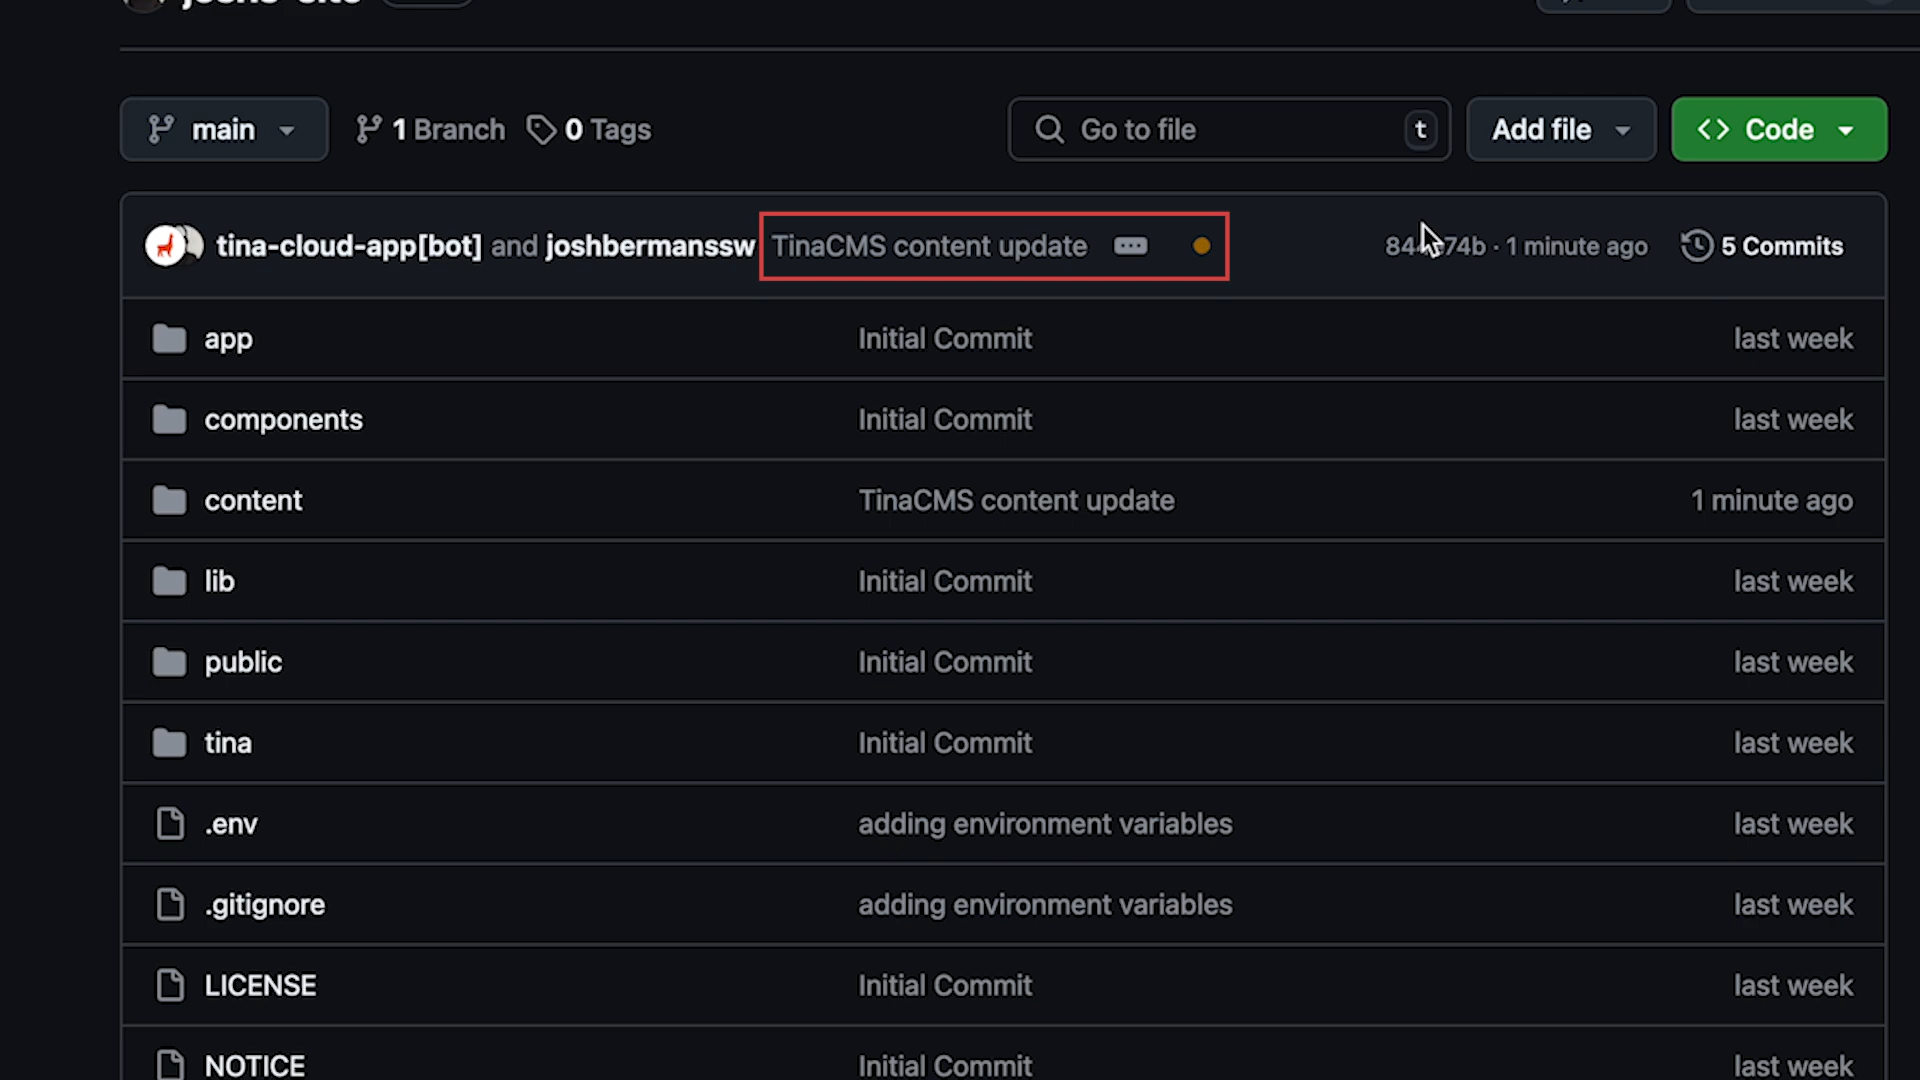 main 1 Branch 0 Tags Go to file t Add file Code
tina-cloud-app[bot] and joshbermanssw TinaCMS content update 1 minute ago 5 Commits
app Initial Commit last week
components Initial Commit last week
content TinaCMS content update 1 minute ago
lib Initial Commit last week
public Initial Commit last week
tina Initial Commit last week
.env adding environment variables last week
.gitignore adding environment variables last week
LICENSE Initial Commit last week
NOTICE Initial Commit last week